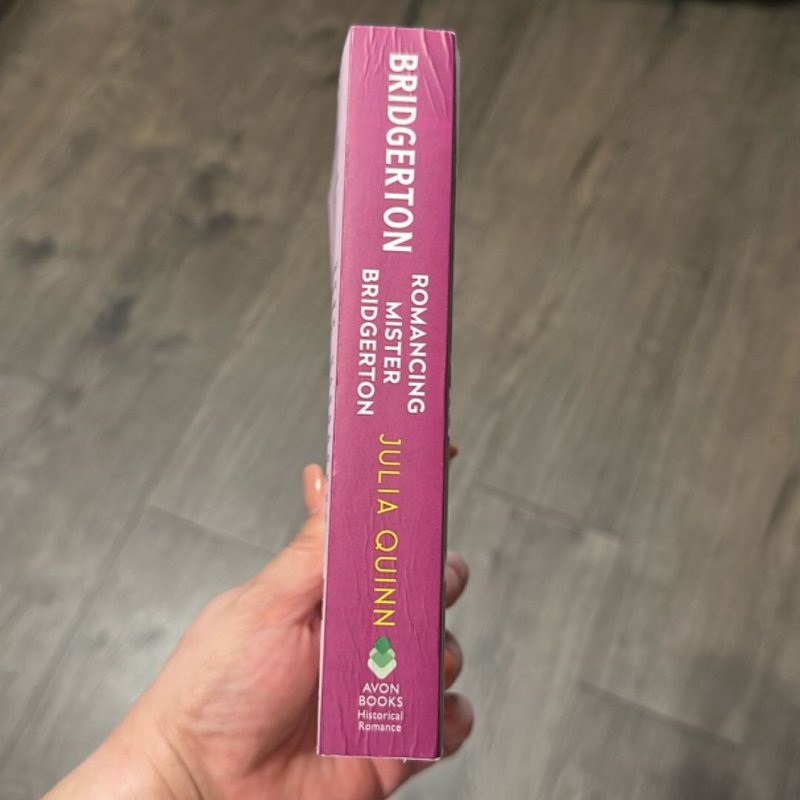 BRIDGERTON
ROMANCING
MISTER
BRIDGERTON
JULIA QUINN
AVON
BOOKS
Historical
Romance